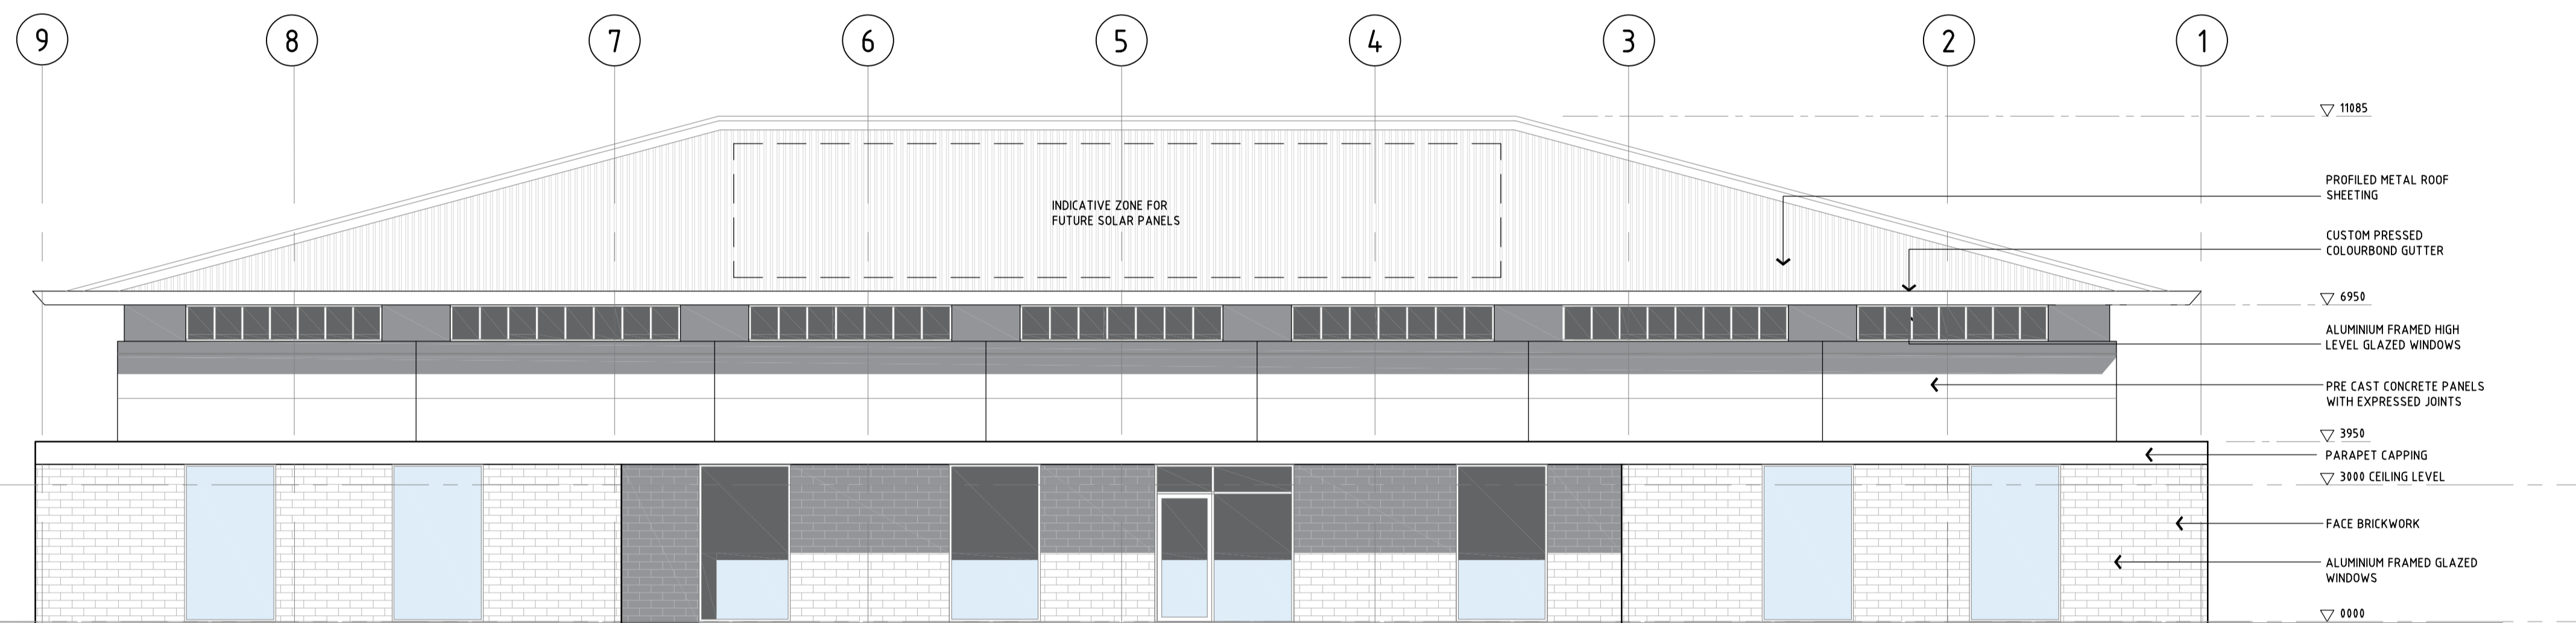 9 8 7 6 5 4 3 2 1
11085
PROFILED METAL ROOF
SHEETING
INDICATIVE ZONE FOR
FUTURE SOLAR PANELS
CUSTOM PRESSED
COLOURBOND GUTTER
6950
ALUMINIUM FRAMED HIGH
LEVEL GLAZED WINDOWS
PRE CAST CONCRETE PANELS
WITH EXPRESSED JOINTS
3950
PARAPET CAPPING
3000 CEILING LEVEL
FACE BRICKWORK
ALUMINIUM FRAMED GLAZED
WINDOWS
0000